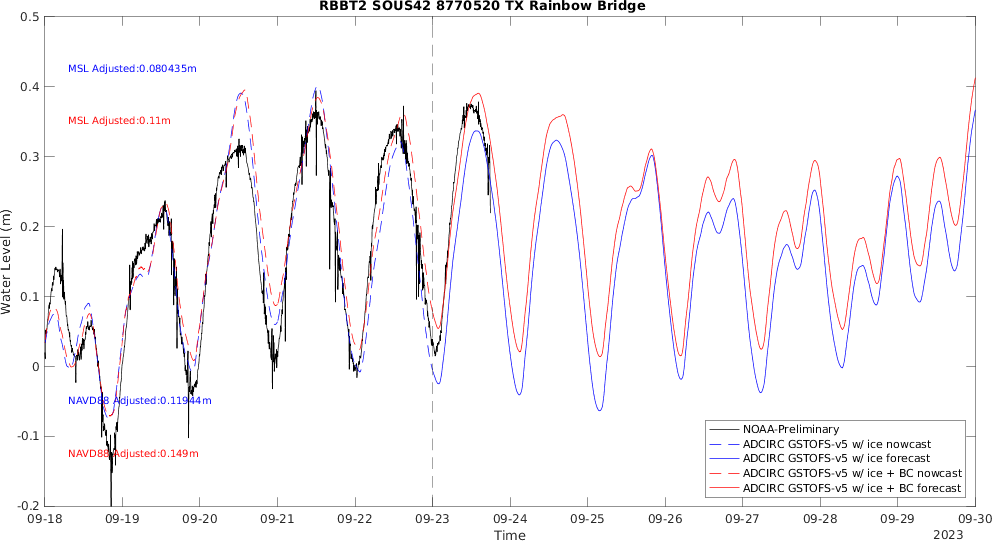 RBBT2 SOUS42 8770520 TX Rainbow Bridge
0.5
0.4
0.3
0.2
0.1
0
-0.1
-0.2
Water Level (m)
MSL Adjusted:0.080435m
MSL Adjusted:0.11m
NAVD88 Adjusted:0.11944m
NAVD88 Adjusted:0.149m
NOAA-Preliminary
ADCIRC GSTOFS-v5 w/ ice nowcast
ADCIRC GSTOFS-v5 w/ ice forecast
ADCIRC GSTOFS-v5 w/ ice + BC nowcast
ADCIRC GSTOFS-v5 w/ ice + BC forecast
09-18 09-19 09-20 09-21 09-22 09-23 09-24 09-25 09-26 09-27 09-28 09-29 09-30
Time
2023